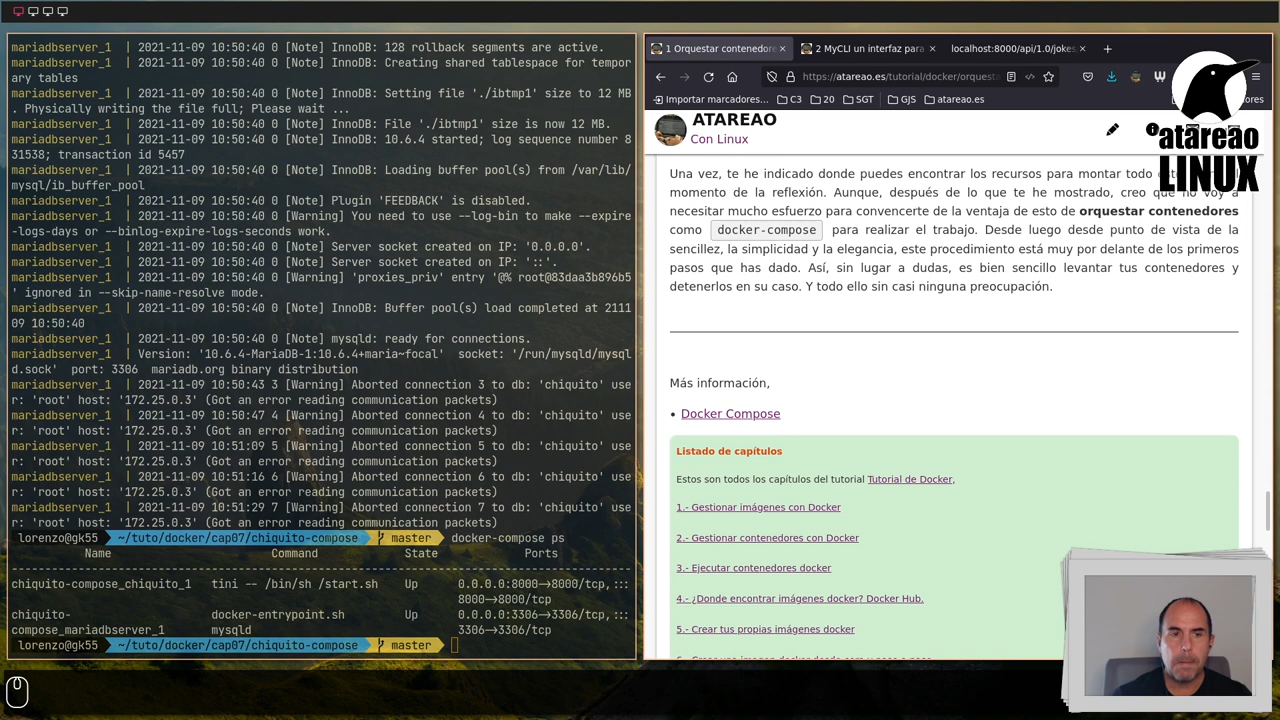 mariadbserver_1  | 2021-11-09 10:50:40 0 [Note] InnoDB: 128 rollback segments are active.
mariadbserver_1  | 2021-11-09 10:50:40 0 [Note] InnoDB: Creating shared tablespace for tempor
ary tables
mariadbserver_1  | 2021-11-09 10:50:40 0 [Note] InnoDB: Setting file './ibtmp1' size to 12 MB
. Physically writing the file full; Please wait ...
mariadbserver_1  | 2021-11-09 10:50:40 0 [Note] InnoDB: File './ibtmp1' size is now 12 MB.
mariadbserver_1  | 2021-11-09 10:50:40 0 [Note] InnoDB: 10.6.4 started; log sequence number 8
31538; transaction id 5457
mariadbserver_1  | 2021-11-09 10:50:40 0 [Note] InnoDB: Loading buffer pool(s) from /var/lib/
mysql/ib_buffer_pool
mariadbserver_1  | 2021-11-09 10:50:40 0 [Note] Plugin 'FEEDBACK' is disabled.
mariadbserver_1  | 2021-11-09 10:50:40 0 [Warning] You need to use --log-bin to make --expire
-logs-days or --binlog-expire-logs-seconds work.
mariadbserver_1  | 2021-11-09 10:50:40 0 [Note] Server socket created on IP: '0.0.0.0'.
mariadbserver_1  | 2021-11-09 10:50:40 0 [Note] Server socket created on IP: '::'.
mariadbserver_1  | 2021-11-09 10:50:40 0 [Warning] 'proxies_priv' entry '@% root@83daa3b896b5
' ignored in --skip-name-resolve mode.
mariadbserver_1  | 2021-11-09 10:50:40 0 [Note] InnoDB: Buffer pool(s) load completed at 2111
09 10:50:40
mariadbserver_1  | 2021-11-09 10:50:40 0 [Note] mysqld: ready for connections.
mariadbserver_1  | Version: '10.6.4-MariaDB-1:10.6.4+maria~focal'  socket: '/run/mysqld/mysql
d.sock'  port: 3306  mariadb.org binary distribution
mariadbserver_1  | 2021-11-09 10:50:43 3 [Warning] Aborted connection 3 to db: 'chiquito' use
r: 'root' host: '172.25.0.3' (Got an error reading communication packets)
mariadbserver_1  | 2021-11-09 10:50:47 4 [Warning] Aborted connection 4 to db: 'chiquito' use
r: 'root' host: '172.25.0.3' (Got an error reading communication packets)
mariadbserver_1  | 2021-11-09 10:51:09 5 [Warning] Aborted connection 5 to db: 'chiquito' use
r: 'root' host: '172.25.0.3' (Got an error reading communication packets)
mariadbserver_1  | 2021-11-09 10:51:16 6 [Warning] Aborted connection 6 to db: 'chiquito' use
r: 'root' host: '172.25.0.3' (Got an error reading communication packets)
mariadbserver_1  | 2021-11-09 10:51:29 7 [Warning] Aborted connection 7 to db: 'chiquito' use
r: 'root' host: '172.25.0.3' (Got an error reading communication packets)
lorenzo@gk55 ~/tuto/docker/cap07/chiquito-compose master docker-compose ps
Name Command State Ports
---------------------------------------------------------------------------------------------
chiquito-compose_chiquito_1 tini -- /bin/sh /start.sh Up 0.0.0.0:8000→8000/tcp,:::
8000→8000/tcp
chiquito- docker-entrypoint.sh Up 0.0.0.0:3306→3306/tcp,:::
compose_mariadbserver_1 mysqld 3306→3306/tcp
lorenzo@gk55 ~/tuto/docker/cap07/chiquito-compose master
1 Orquestar contenedore
2 MyCLI un interfaz para
localhost:8000/api/1.0/jokes
https://atareao.es/tutorial/docker/orquesta
Importar marcadores... C3 20 SGT GJS atareao.es
ATAREAO
Con Linux
atareao
LINUX
Una vez, te he indicado donde puedes encontrar los recursos para montar todo
momento de la reflexión. Aunque, después de lo que te he mostrado, creo que no voy a
necesitar mucho esfuerzo para convencerte de la ventaja de esto de orquestar contenedores
como docker-compose para realizar el trabajo. Desde luego desde punto de vista de la
sencillez, la simplicidad y la elegancia, este procedimiento está muy por delante de los primeros
pasos que has dado. Así, sin lugar a dudas, es bien sencillo levantar tus contenedores y
detenerlos en su caso. Y todo ello sin casi ninguna preocupación.
Más información,
• Docker Compose
Listado de capítulos
Estos son todos los capítulos del tutorial Tutorial de Docker,
1.- Gestionar imágenes con Docker
2.- Gestionar contenedores con Docker
3.- Ejecutar contenedores docker
4.- ¿Donde encontrar imágenes docker? Docker Hub.
5.- Crear tus propias imágenes docker